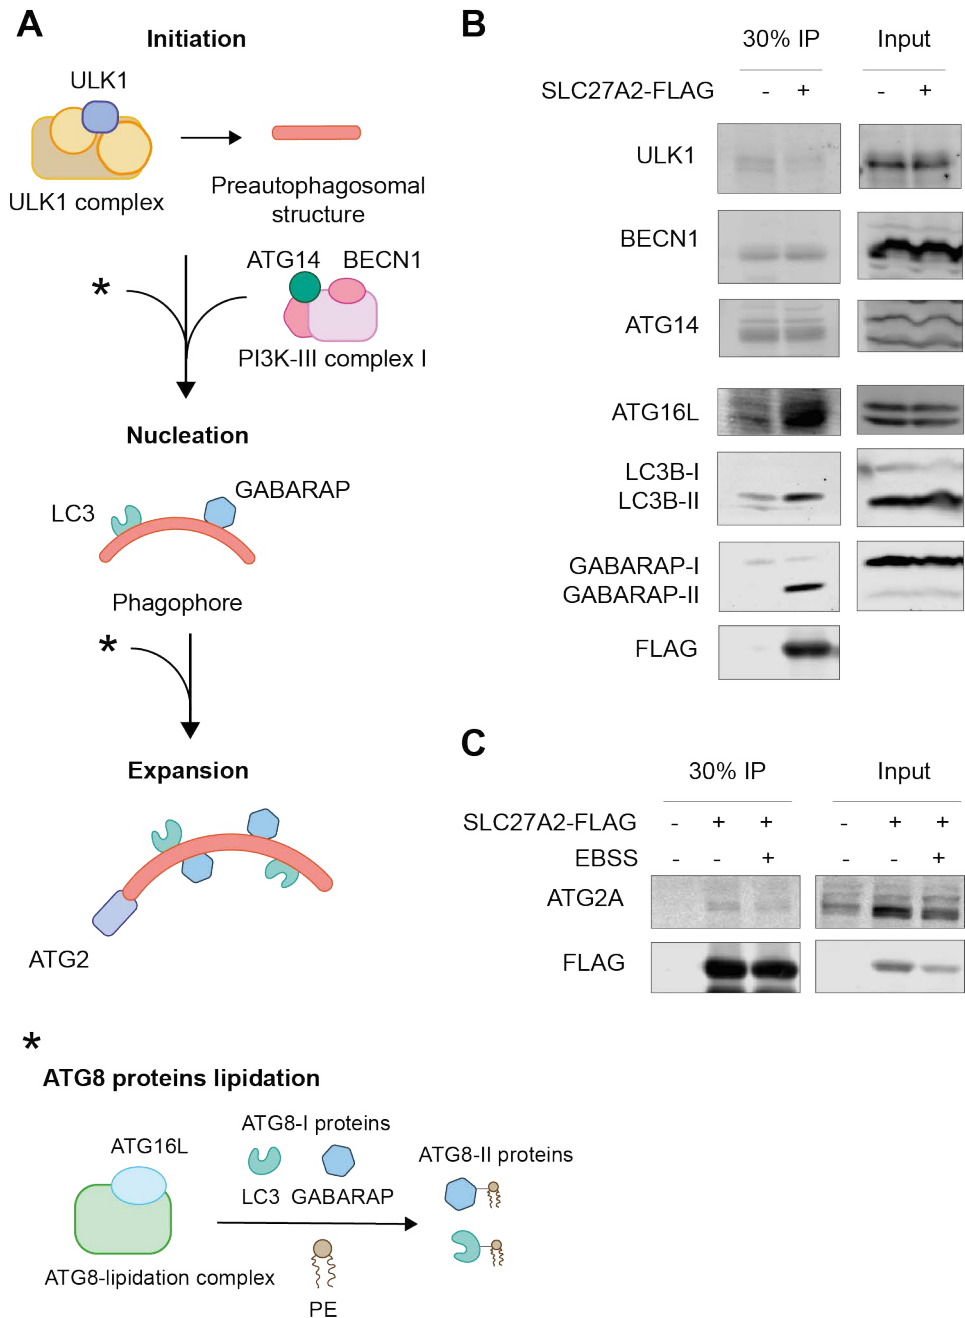 A
Initiation
ULK1
ULK1 complex
Preautophagosomal
structure
*
ATG14 BECN1
PI3K-III complex I
Nucleation
LC3
GABARAP
Phagophore
*
Expansion
ATG2
*
ATG8 proteins lipidation
ATG16L
ATG8-lipidation complex
ATG8-I proteins
LC3 GABARAP
PE
ATG8-II proteins
B
30% IP Input
SLC27A2-FLAG - + - +
ULK1
BECN1
ATG14
ATG16L
LC3B-I
LC3B-II
GABARAP-I
GABARAP-II
FLAG
C
30% IP Input
SLC27A2-FLAG - + + - + +
EBSS - - + - - +
ATG2A
FLAG